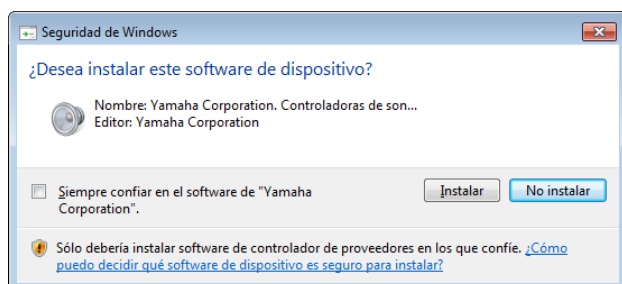 Seguridad de Windows
¿Desea instalar este software de dispositivo?
Nombre: Yamaha Corporation. Controladoras de son...
Editor: Yamaha Corporation
Siempre confiar en el software de "Yamaha
Corporation".
Instalar
No instalar
Sólo debería instalar software de controlador de proveedores en los que confíe. ¿Cómo
puedo decidir qué software de dispositivo es seguro para instalar?